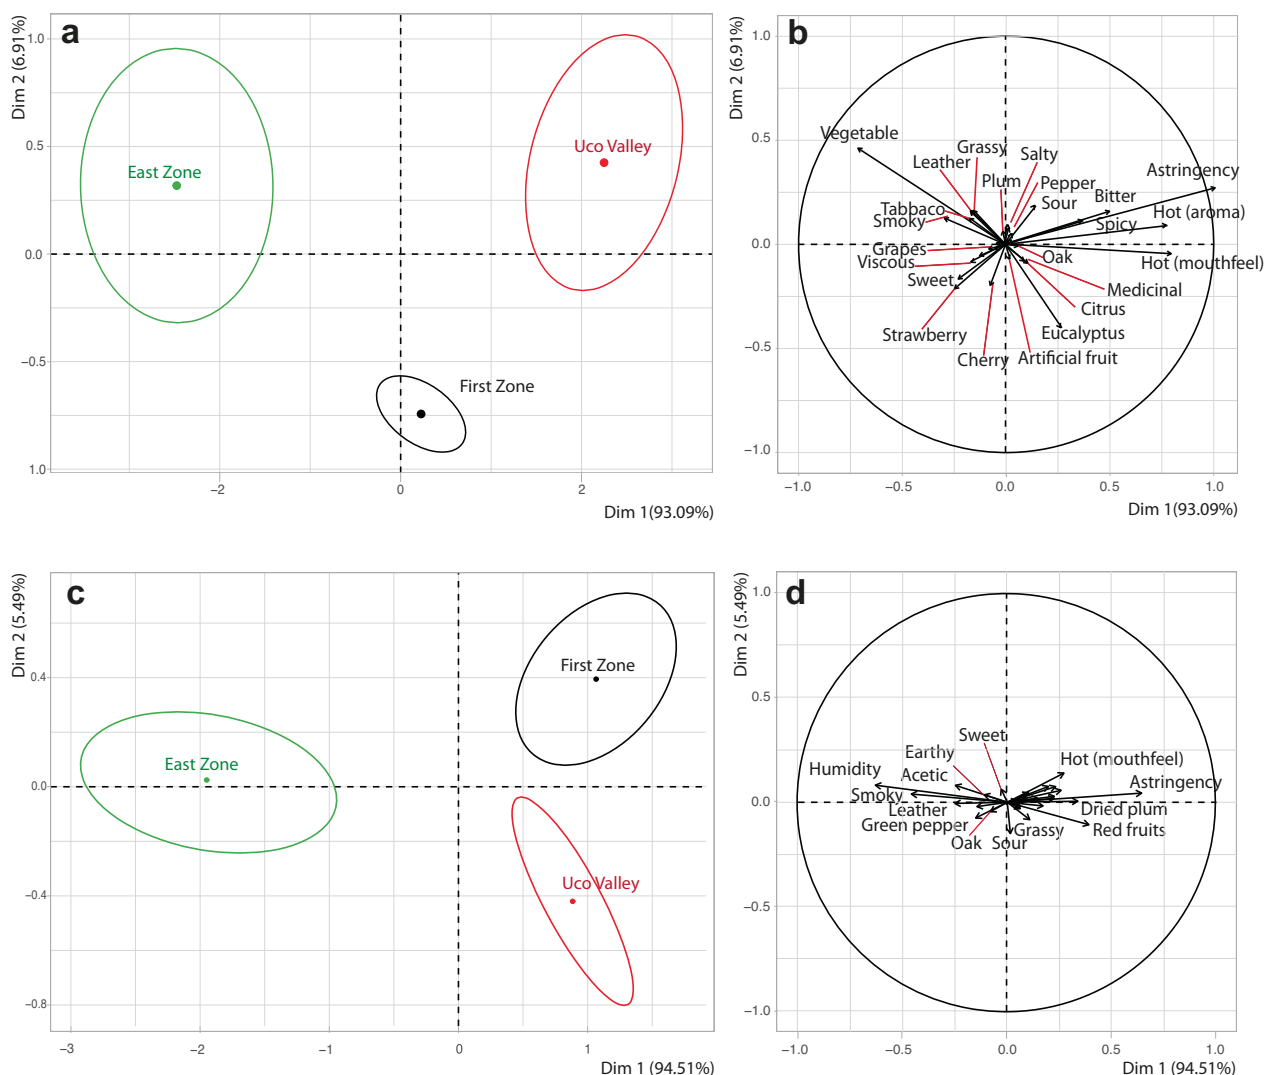 a
Dim 2 (6.91%)
1.0
0.5
0.0
−0.5
1.0
East Zone
Uco Valley
First Zone
−2
0
2
Dim 1(93.09%)
b
Dim 2 (6.91%)
1.0
0.5
0.0
−0.5
−1.0
Vegetable
Grassy
Leather
Salty
Plum
Pepper
Astringency
Tabbaco
Sour
Bitter
Smoky
Spicy
Hot (aroma)
Grapes
Viscous
Oak
Hot (mouthfeel)
Sweet
Medicinal
Citrus
Strawberry
Eucalyptus
Cherry
Artificial fruit
−1.0
−0.5
0.0
0.5
1.0
Dim 1(93.09%)
c
Dim 2 (5.49%)
0.4
0.0
−0.4
−0.8
First Zone
East Zone
Uco Valley
−3
−2
−1
0
1
Dim 1 (94.51%)
d
Dim 2 (5.49%)
1.0
0.5
0.0
−0.5
−1.0
Sweet
Earthy
Hot (mouthfeel)
Humidity
Acetic
Astringency
Smoky
Leather
Dried plum
Green pepper
Grassy
Red fruits
Oak
Sour
−1.0
−0.5
0.0
0.5
1.0
Dim 1 (94.51%)